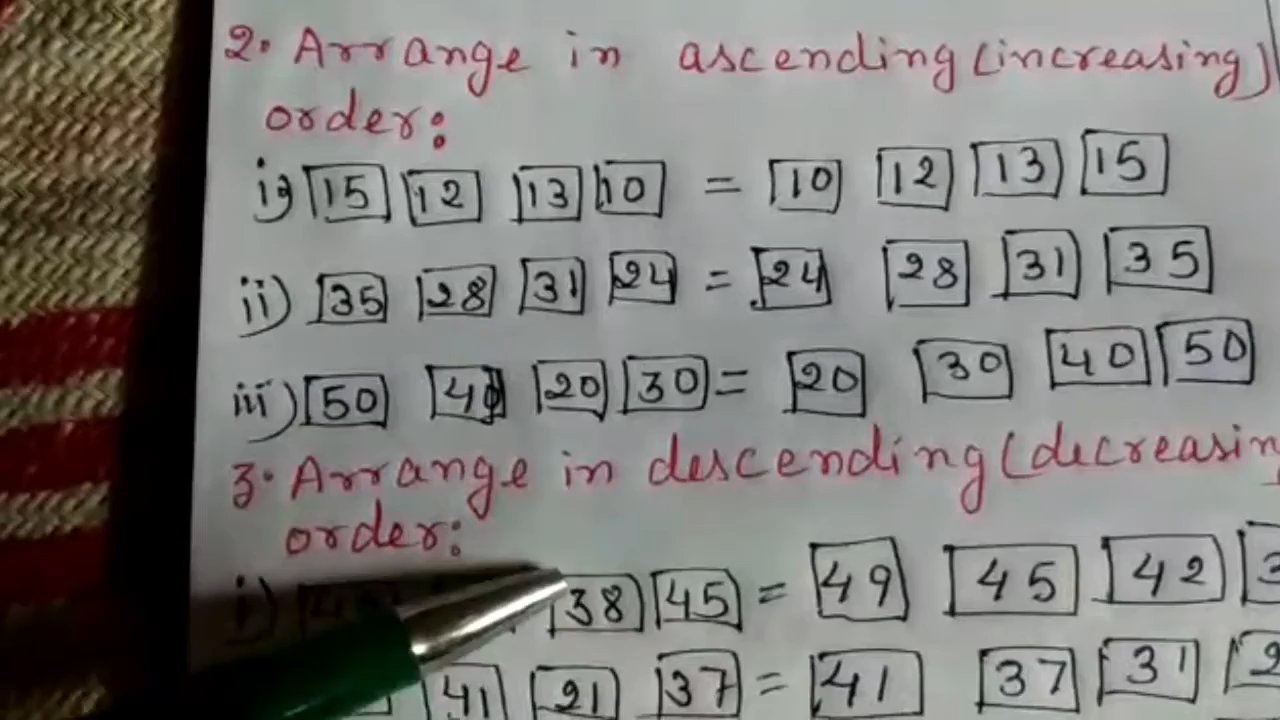 2. Arrange in ascending (increasing)
order:
i) 15 12 13 10 = 10 12 13 15
ii) 35 28 31 24 = 24 28 31 35
iii) 50 40 20 30 = 20 30 40 50
3. Arrange in descending (decreasin
order:
i) 38 45 = 49 45 42
41 21 37 = 41 37 31